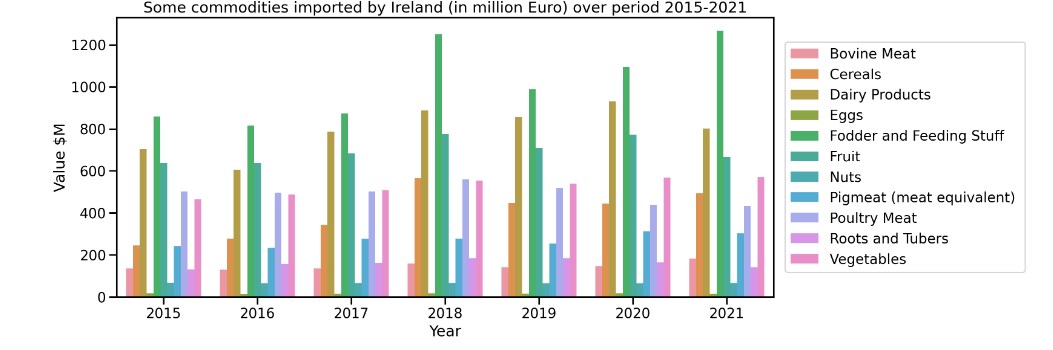 Some commodities imported by Ireland (in million Euro) over period 2015-2021
Value $M
1200
1000
800
600
400
200
0
2015 2016 2017 2018 2019 2020 2021
Year
Bovine Meat
Cereals
Dairy Products
Eggs
Fodder and Feeding Stuff
Fruit
Nuts
Pigmeat (meat equivalent)
Poultry Meat
Roots and Tubers
Vegetables